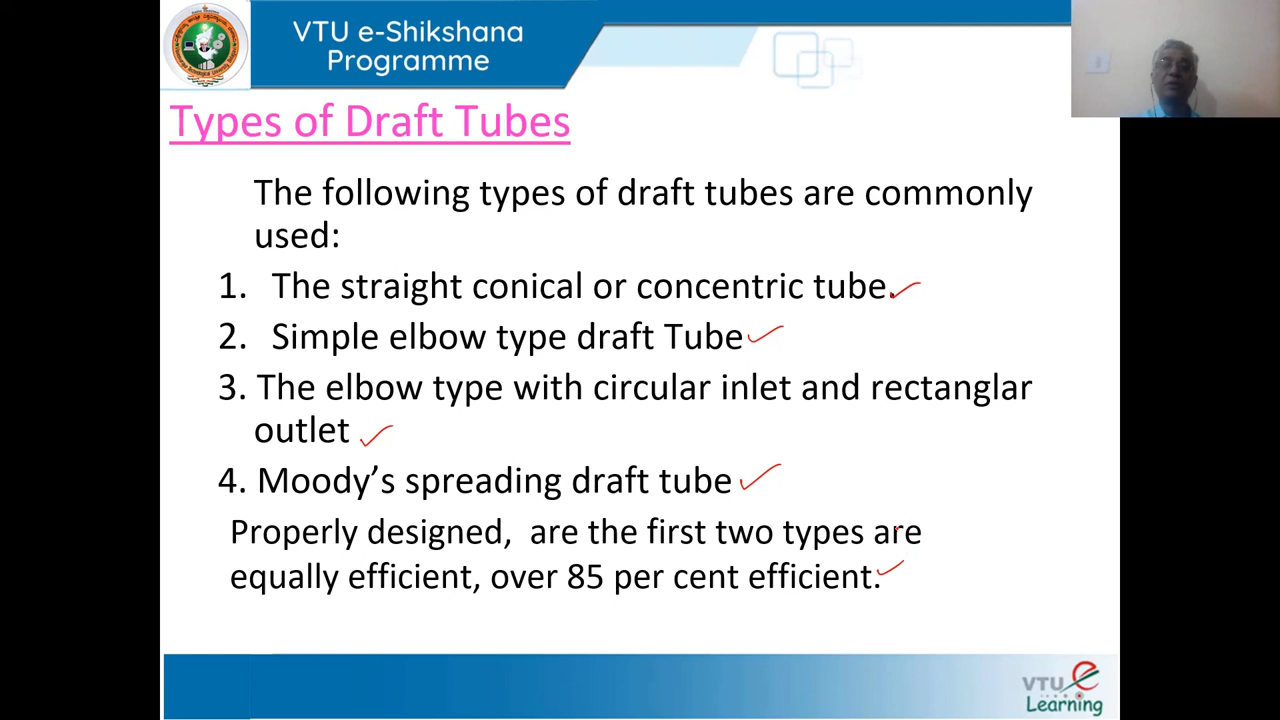 VTU e-Shikshana
Programme
Types of Draft Tubes
The following types of draft tubes are commonly
used:
1. The straight conical or concentric tube.
2. Simple elbow type draft Tube
3. The elbow type with circular inlet and rectanglar
outlet
4. Moody’s spreading draft tube
Properly designed, are the first two types are
equally efficient, over 85 per cent efficient.
VTU e
Learning